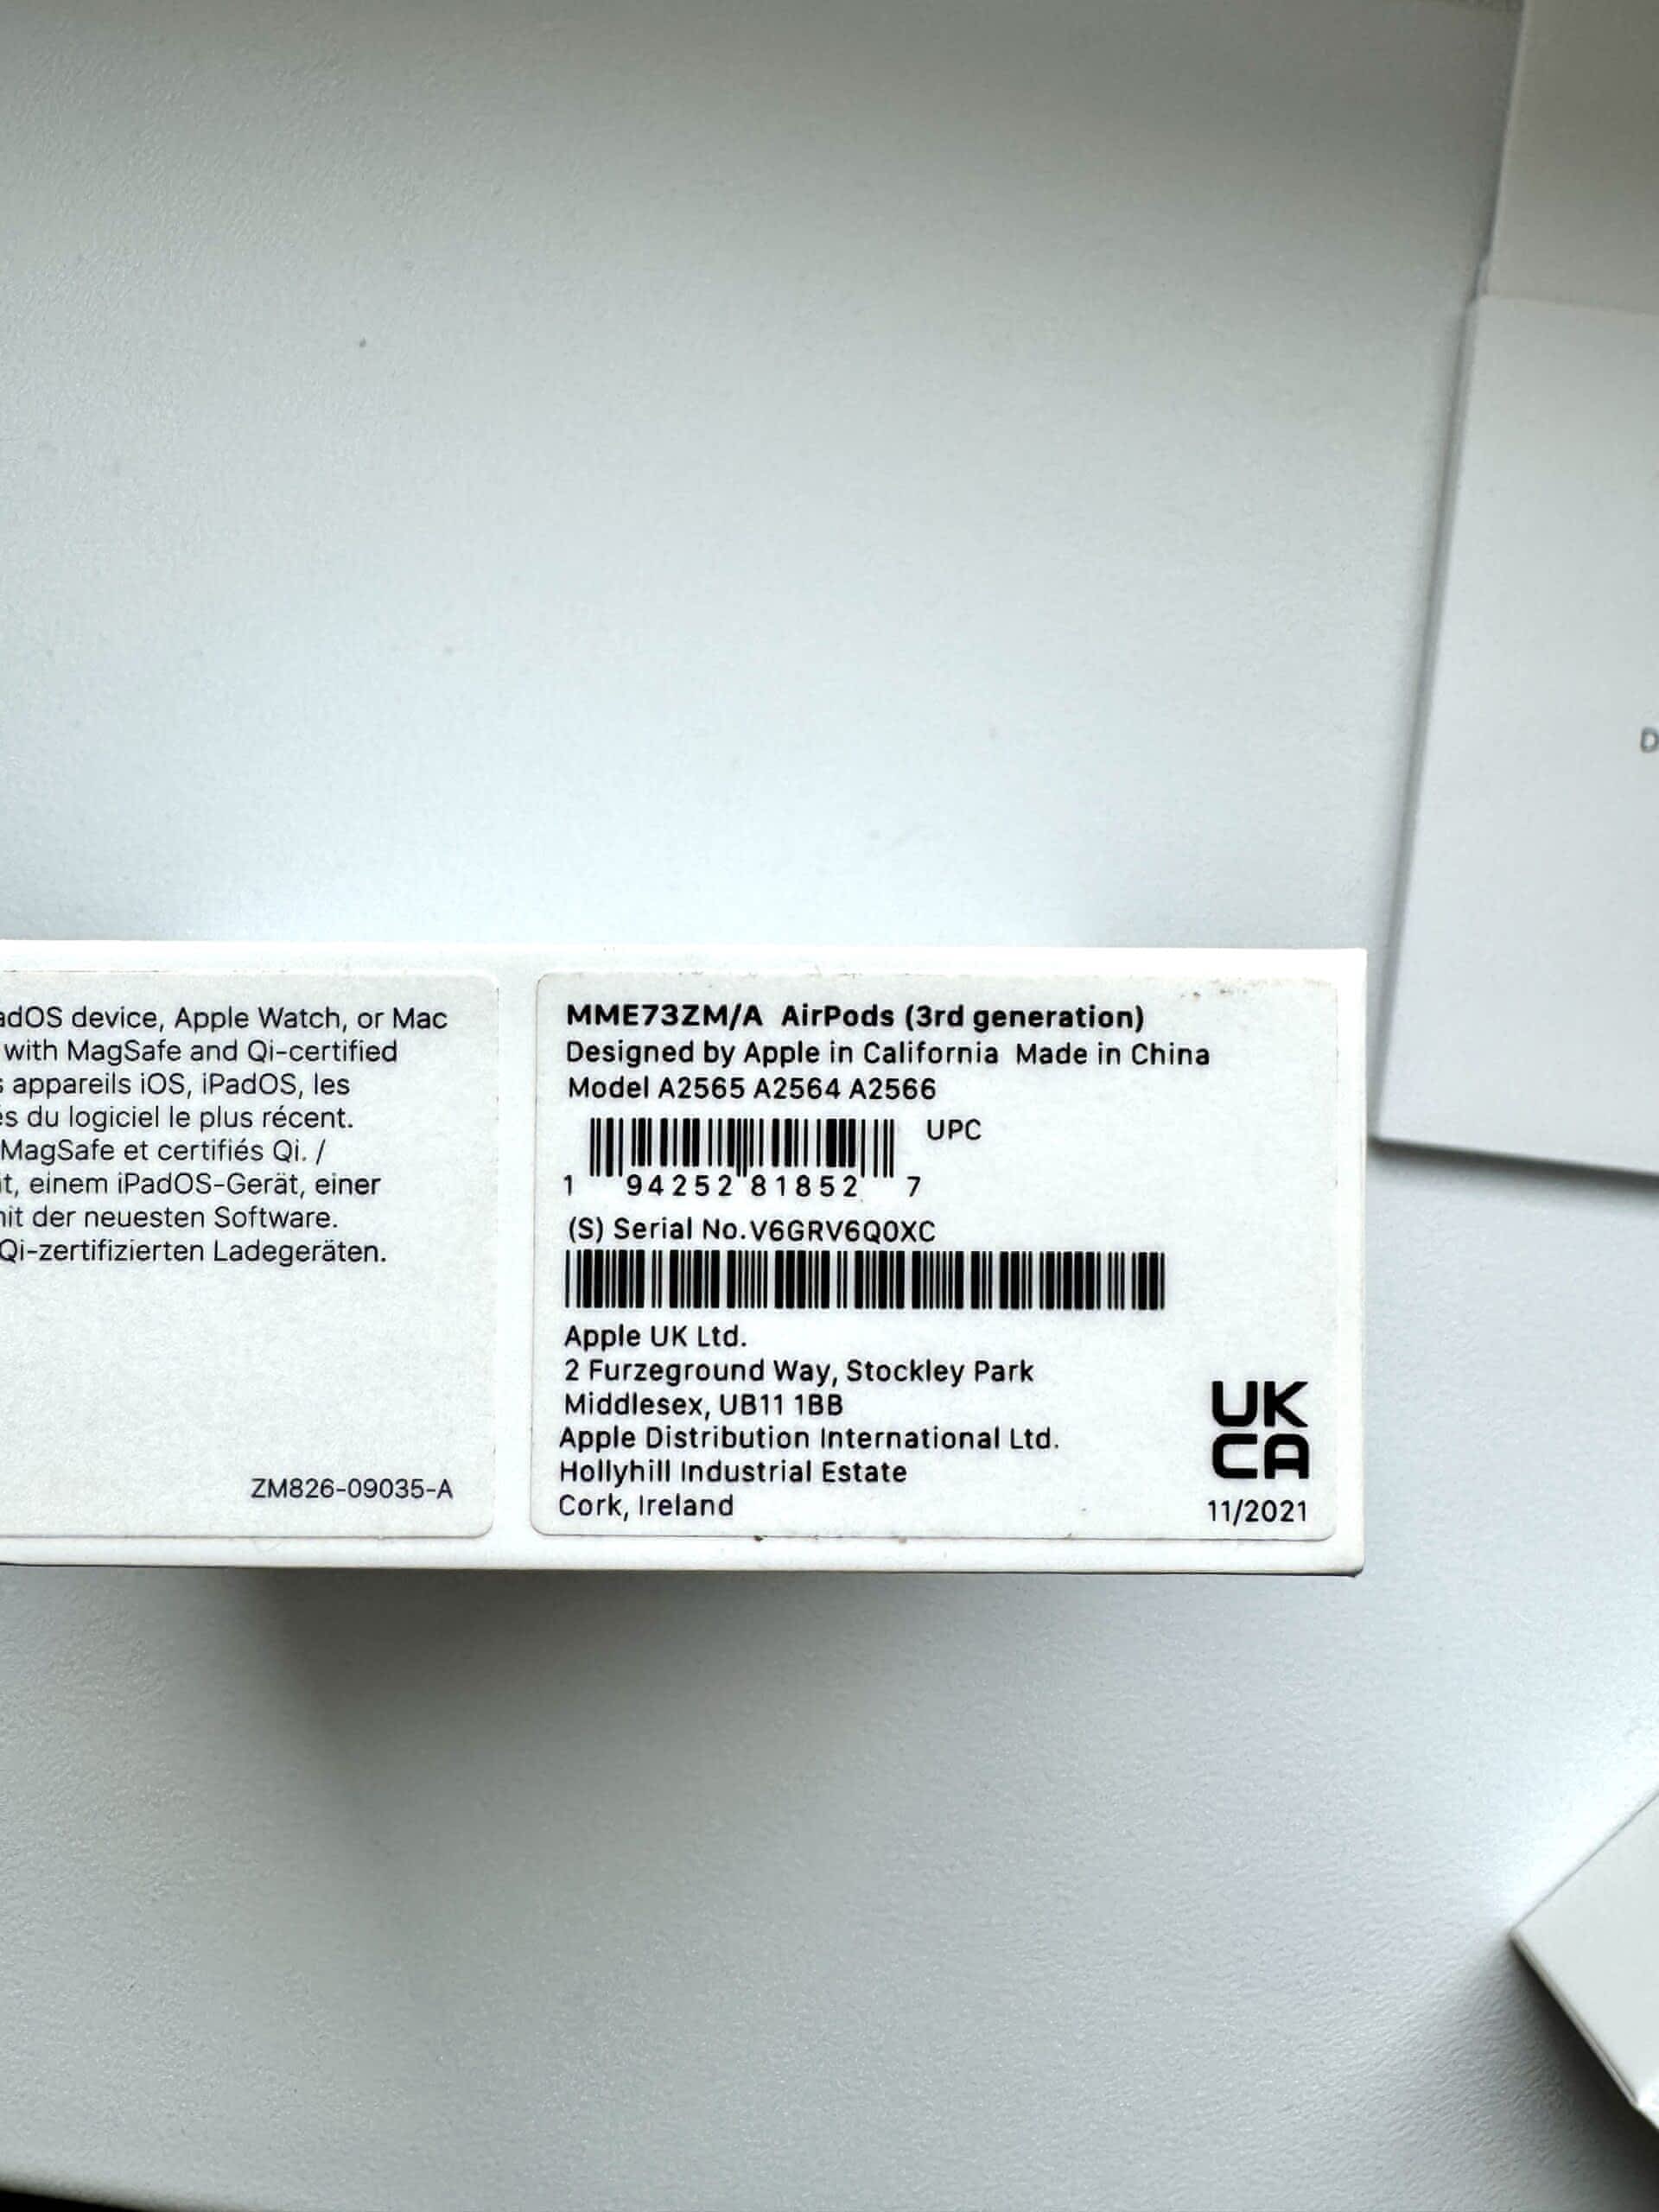 adOS device, Apple Watch, or Mac
with MagSafe and Qi-certified
appareils iOS, iPadOS, les
és du logiciel le plus récent.
MagSafe et certifiés Qi. /
t, einem iPadOS-Gerät, einer
nit der neuesten Software.
Qi-zertifizierten Ladegeräten.
ZM826-09035-A
MME73ZM/A AirPods (3rd generation)
Designed by Apple in California Made in China
Model A2565 A2564 A2566
UPC
1 94252 81852 7
(S) Serial No. V6GRV6Q0XC
Apple UK Ltd.
2 Furzeground Way, Stockley Park
Middlesex, UB11 1BB
Apple Distribution International Ltd.
Hollyhill Industrial Estate
Cork, Ireland
UK
CA
11/2021
D